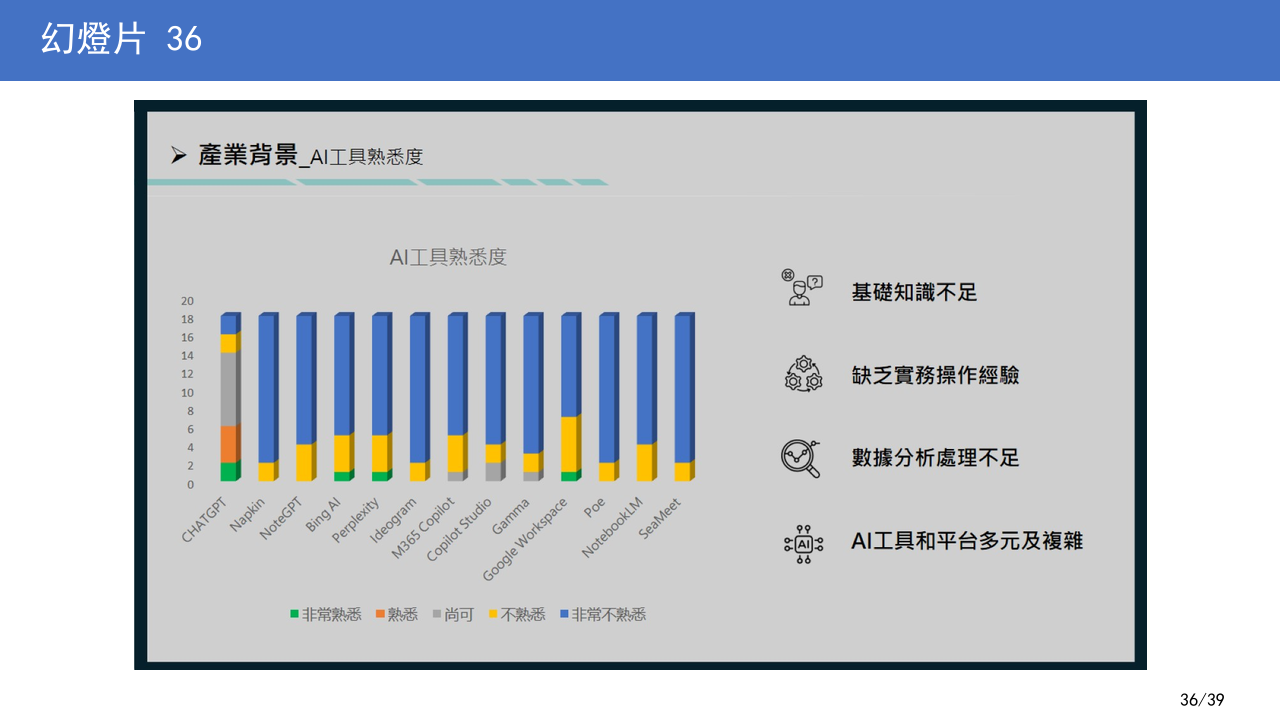 幻燈片 36
➢ 產業背景_AI工具熟悉度
AI工具熟悉度
20
18
16
14
12
10
8
6
4
2
0
CHATGPT
Napkin
NoteGPT
Bing AI
Perplexity
Ideogram
M365 Copilot
Copilot Studio
Gamma
Google Workspace
Poe
NotebookLM
SeaMeet
非常熟悉 熟悉 尚可 不熟悉 非常不熟悉
基礎知識不足
缺乏實務操作經驗
數據分析處理不足
AI
AI工具和平台多元及複雜
36/39